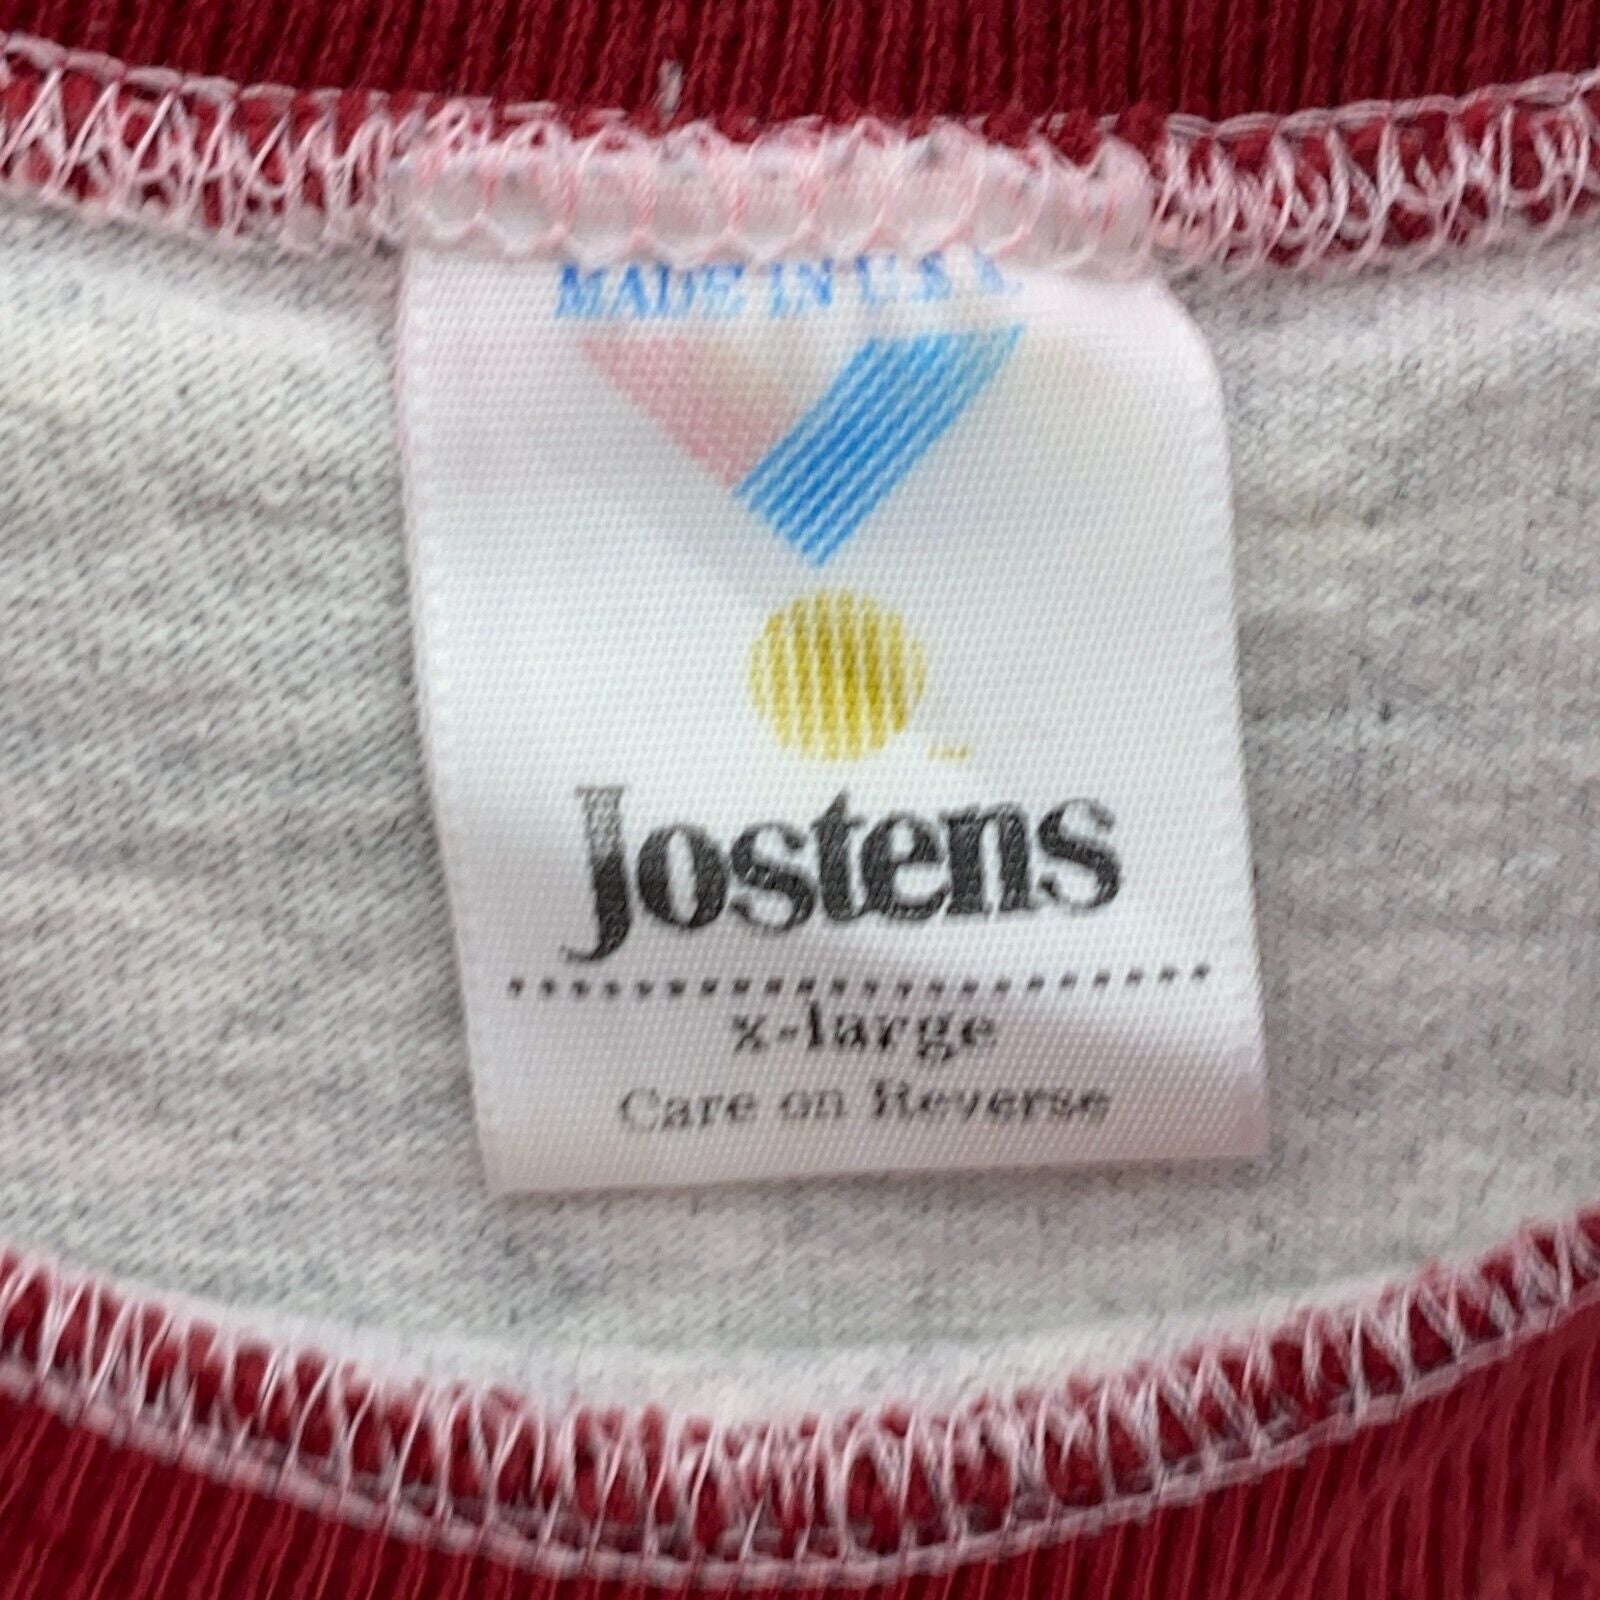 MADE IN U.S.A.
Jostens
x-large
Care on Reverse